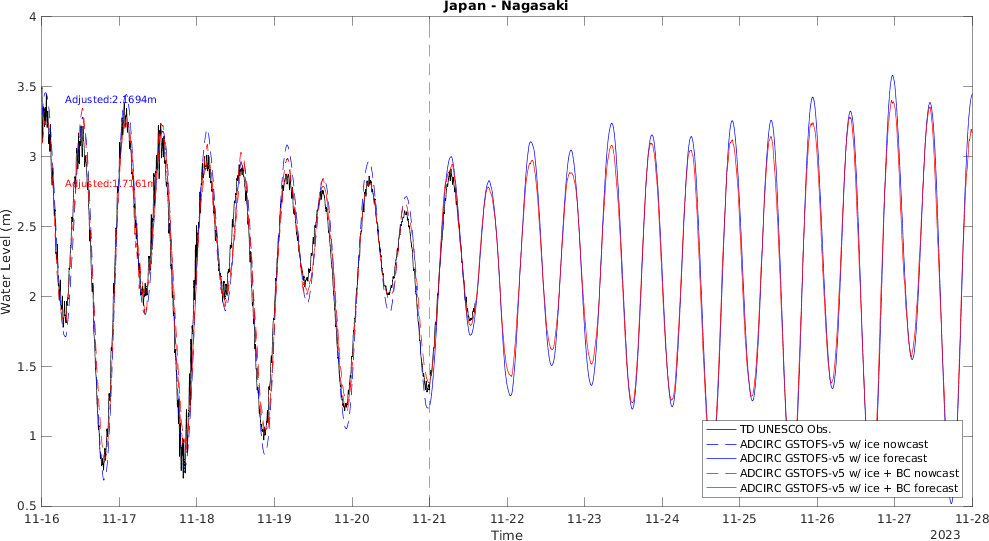 Japan - Nagasaki
4
3.5
3
2.5
2
1.5
1
0.5
Water Level (m)
Adjusted:2.1694m
Adjusted:1.7161m
TD UNESCO Obs.
ADCIRC GSTOFS-v5 w/ ice nowcast
ADCIRC GSTOFS-v5 w/ ice forecast
ADCIRC GSTOFS-v5 w/ ice + BC nowcast
ADCIRC GSTOFS-v5 w/ ice + BC forecast
11-16 11-17 11-18 11-19 11-20 11-21 11-22 11-23 11-24 11-25 11-26 11-27 11-28
Time
2023